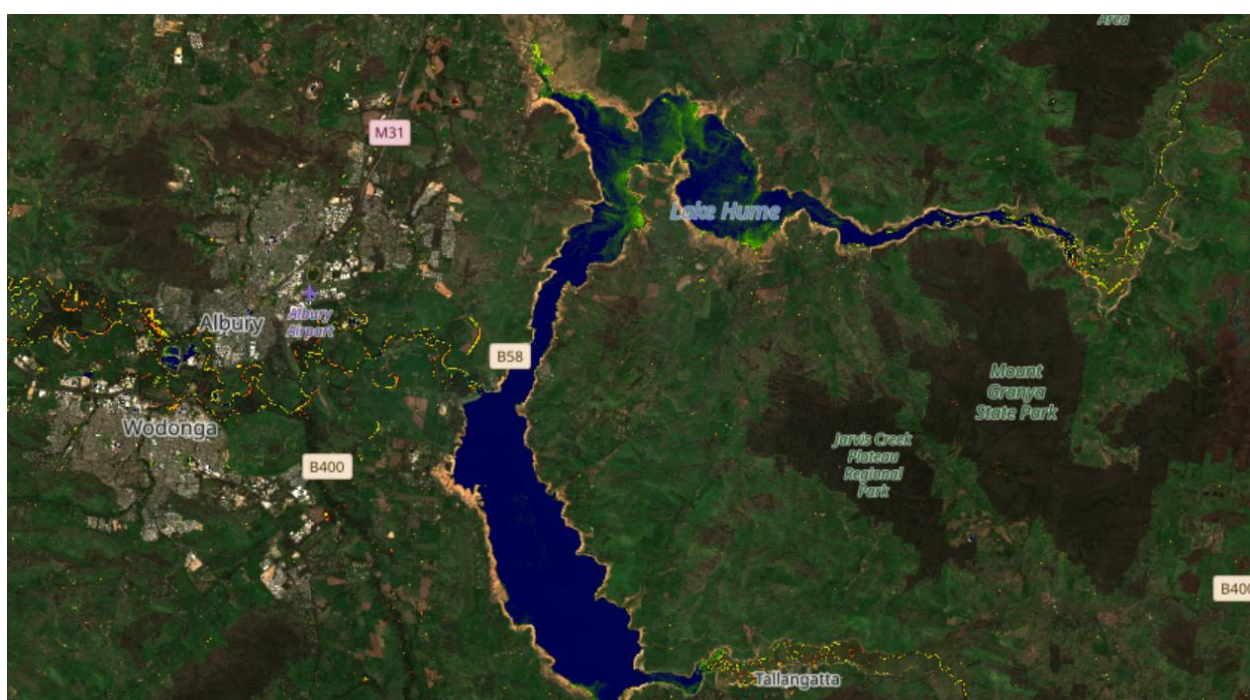 Area
M31
Lake Hume
Albury
Airport
Albury
B58
Mount
Granya
State Park
Wodonga
Jarvis Creek
Plateau
Regional
Park
B400
B400
Tallangatta